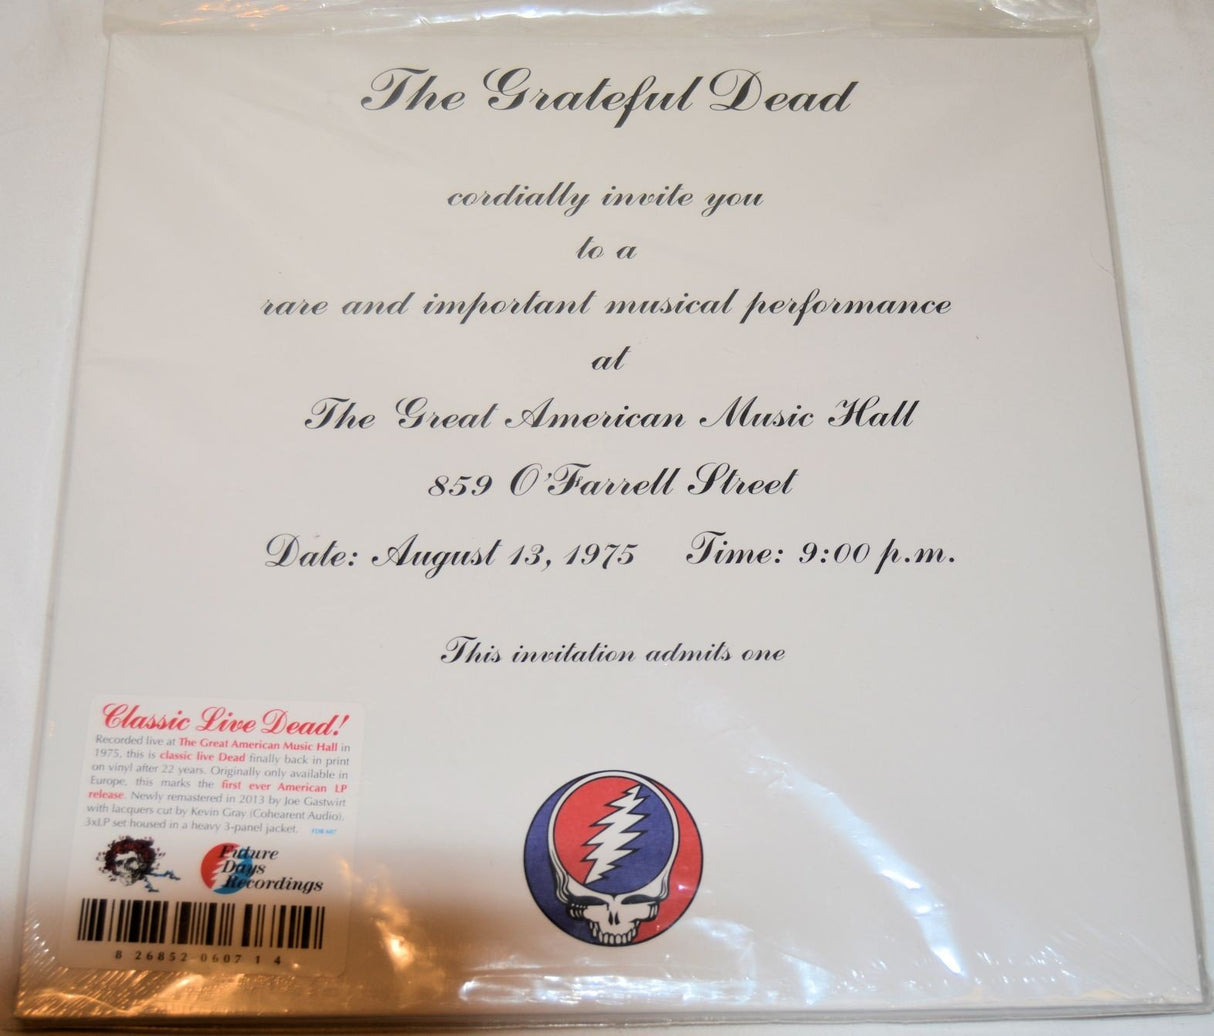 The Grateful Dead
cordially invite you
to a
rare and important musical performance
at
The Great American Music Hall
859 O'Farrell Street
Date: August 13, 1975 Time: 9:00 p.m.
This invitation admits one
Classic Live Dead!
Recorded live at The Great American Music Hall in
1975, this is classic live Dead finally back in print
on vinyl after 22 years. Originally only available in
Europe, this marks the first ever American LP
release. Newly remastered in 2013 by Joe Gastwirt
with lacquers cut by Kevin Gray (Cohearent Audio).
3xLP set housed in a heavy 3-panel jacket. FDR 607
Future
Days
Recordings
8 26852 0607 1 4